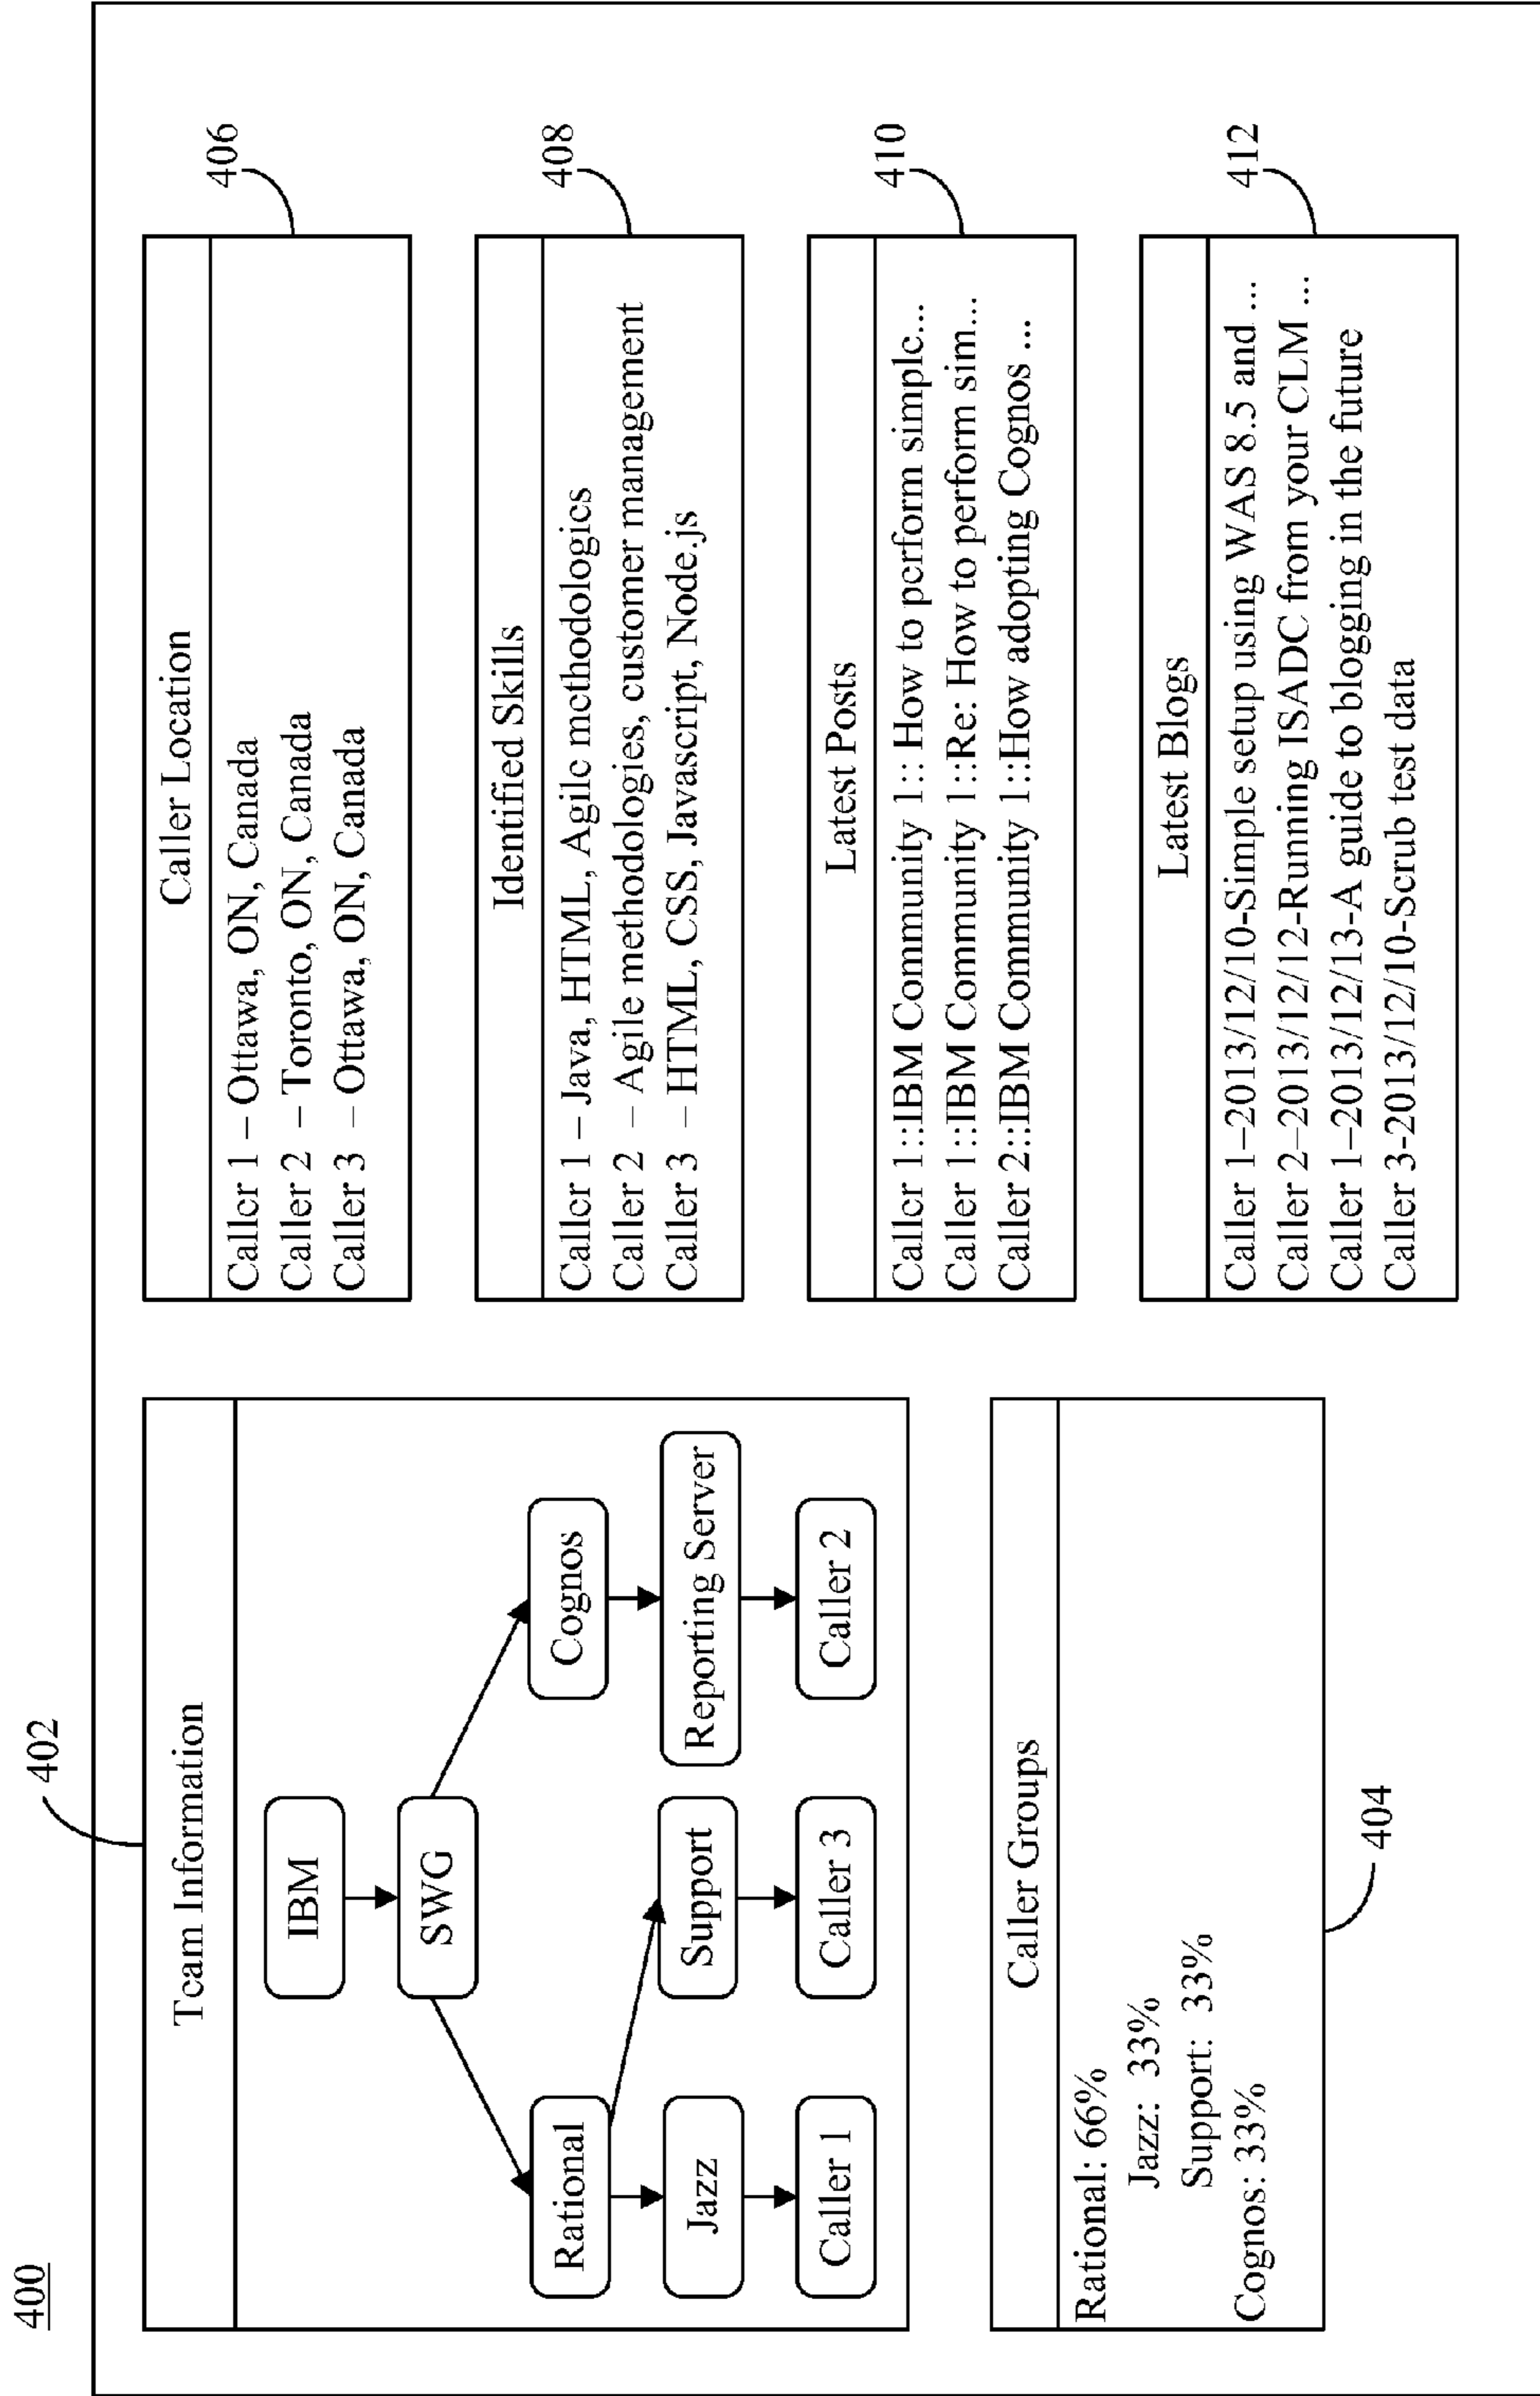 400
402
Team Information
IBM
SWG
Rational
Cognos
Jazz
Support
Reporting Server
Caller 1
Caller 3
Caller 2
Caller Groups
Rational: 66%
Jazz: 33%
Support: 33%
Cognos: 33%
404
Caller Location
Caller 1 – Ottawa, ON, Canada
Caller 2 – Toronto, ON, Canada
Caller 3 – Ottawa, ON, Canada
406
Identified Skills
Caller 1 – Java, HTML, Agile methodologies
Caller 2 – Agile methodologies, customer management
Caller 3 – HTML, CSS, Javascript, Node.js
408
Latest Posts
Caller 1::IBM Community 1:: How to perform simple...
Caller 1::IBM Community 1::Re: How to perform sim...
Caller 2::IBM Community 1::How adopting Cognos ...
410
Latest Blogs
Caller 1–2013/12/10-Simple setup using WAS 8.5 and ...
Caller 2–2013/12/12-Running ISADC from your CLM ...
Caller 1–2013/12/13-A guide to blogging in the future
Caller 3-2013/12/10-Scrub test data
412